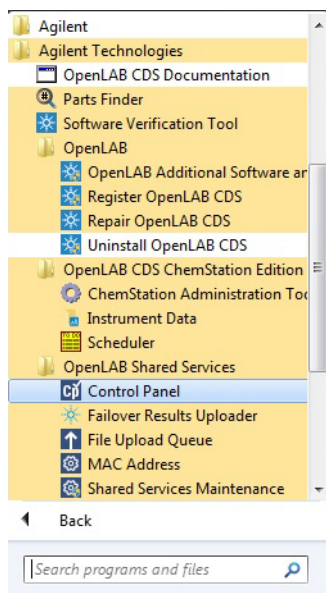 Agilent
Agilent Technologies
OpenLAB CDS Documentation
Parts Finder
Software Verification Tool
OpenLAB
OpenLAB Additional Software ar
Register OpenLAB CDS
Repair OpenLAB CDS
Uninstall OpenLAB CDS
OpenLAB CDS ChemStation Edition
ChemStation Administration Too
Instrument Data
Scheduler
OpenLAB Shared Services
Control Panel
Failover Results Uploader
File Upload Queue
MAC Address
Shared Services Maintenance
Back
Search programs and files